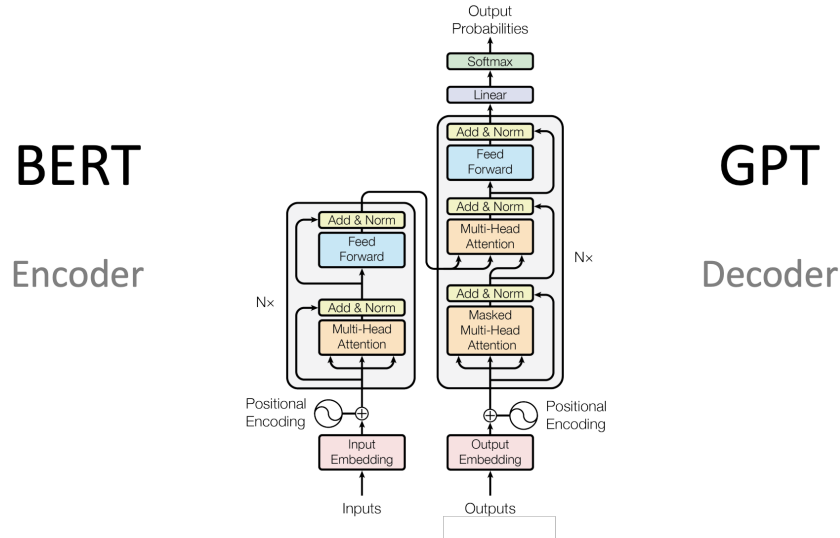 Output
Probabilities
Softmax
Linear
Add & Norm
Feed
Forward
Add & Norm
Multi-Head
Attention
Nx
Add & Norm
Masked
Multi-Head
Attention
BERT
Encoder
GPT
Decoder
Add & Norm
Feed
Forward
Nx
Add & Norm
Multi-Head
Attention
Positional
Encoding
Positional
Encoding
Input
Embedding
Output
Embedding
Inputs
Outputs